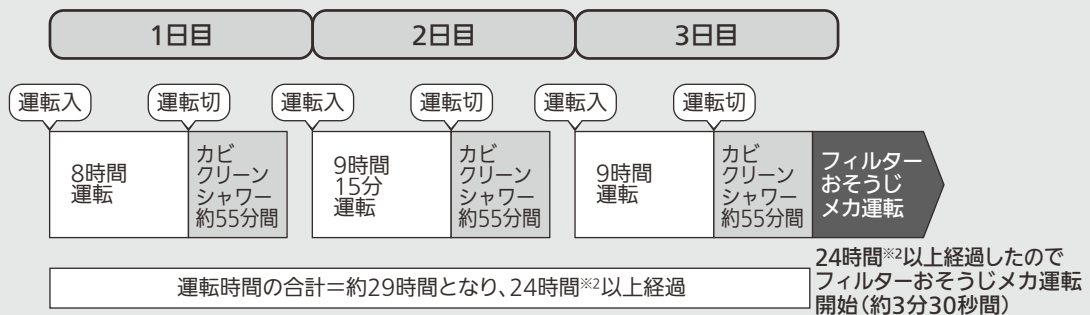 1日目
2日目
3日目
運転入
運転切
運転入
運転切
運転入
運転切
8時間
運転
カビ
クリーン
シャワー
約55分間
9時間
15分
運転
カビ
クリーン
シャワー
約55分間
9時間
運転
カビ
クリーン
シャワー
約55分間
フィルター
おそうじ
メカ運転
運転時間の合計＝約29時間となり、24時間※2以上経過
24時間※2以上経過したので
フィルターおそうじメカ運転
開始（約3分30秒間）